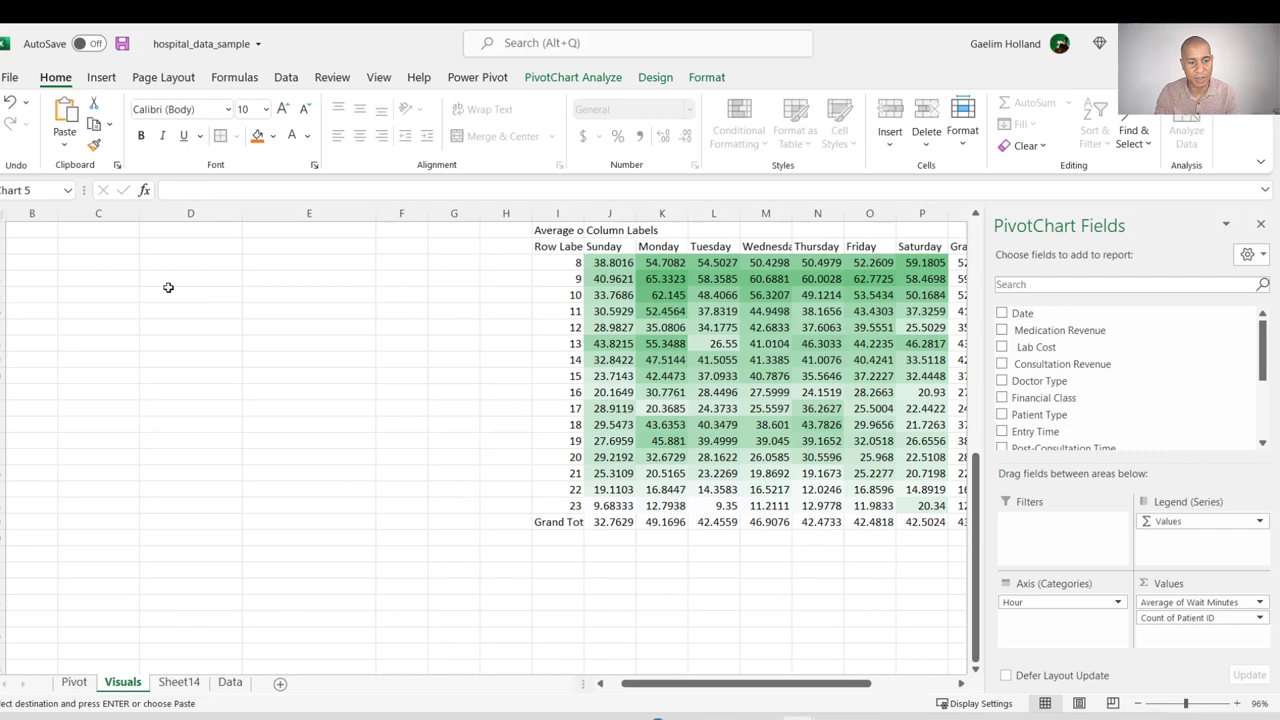 AutoSave Off hospital_data_sample Search (Alt+Q) Gaelim Holland
File Home Insert Page Layout Formulas Data Review View Help Power Pivot PivotChart Analyze Design Format
Calibri (Body) 10 Wrap Text General
Paste Merge & Center Conditional Formatting Format as Table Cell Styles Insert Delete Format AutoSum Fill Clear Sort & Filter Find & Select Analyze Data
Undo Clipboard Font Alignment Number Styles Cells Editing Analysis
Chart 5 fx
B C D E F G H I J K L M N O P
Average o Column Labels
Row Labe Sunday Monday Tuesday Wednesda Thursday Friday Saturday Gra
8 38.8016 54.7082 54.5027 50.4298 50.4979 52.2609 59.1805 52
9 40.9621 65.3323 58.3585 60.6881 60.0028 62.7725 58.4698 59
10 33.7686 62.145 48.4066 56.3207 49.1214 53.5434 50.1684 52
11 30.5929 52.4564 37.8319 44.9498 38.1656 43.4303 37.3259 4
12 28.9827 35.0806 34.1775 42.6833 37.6063 39.5551 25.5029 3
13 43.8215 55.3488 26.55 41.0104 46.3033 44.2235 46.2817 43
14 32.8422 47.5144 41.5055 41.3385 41.0076 40.4241 33.5118 42
15 23.7143 42.4473 37.0933 40.7876 35.5646 37.2227 32.4448 37
16 20.1649 30.7761 28.4496 27.5999 24.1519 28.2663 20.93 2
17 28.9119 20.3685 24.3733 25.5597 36.2627 25.5004 22.4422 24
18 29.5473 43.6353 40.3479 38.601 43.7826 29.9656 21.7263 3
19 27.6959 45.881 39.4999 39.045 39.1652 32.0518 26.6556 38
20 29.2192 32.6729 28.1622 26.0585 30.5596 25.968 22.5108 2
21 25.3109 20.5165 23.2269 19.8692 19.1673 25.2277 20.7198 2
22 19.1103 16.8447 14.3583 16.5217 12.0246 16.8596 14.8919 16
23 9.68333 12.7938 9.35 11.2111 12.9778 11.9833 20.34 12
Grand Tot 32.7629 49.1696 42.4559 46.9076 42.4733 42.4818 42.5024 43
PivotChart Fields
Choose fields to add to report:
Search
Date
Medication Revenue
Lab Cost
Consultation Revenue
Doctor Type
Financial Class
Patient Type
Entry Time
Post-Consultation Time
Drag fields between areas below:
Filters Legend (Series)
Values
Axis (Categories) Values
Hour Average of Wait Minutes
Count of Patient ID
Defer Layout Update Update
Pivot Visuals Sheet14 Data
elect destination and press ENTER or choose Paste Display Settings 96%